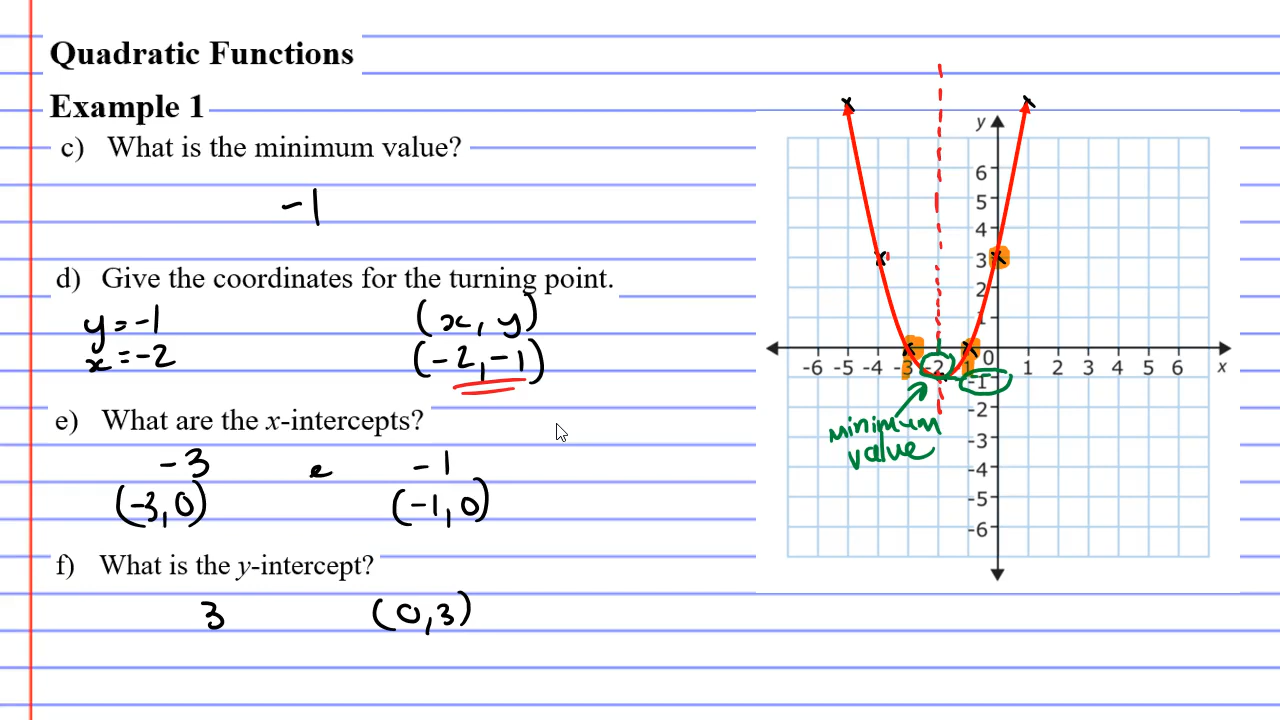 Quadratic Functions
Example 1
c) What is the minimum value?
-1
d) Give the coordinates for the turning point.
y = -1 (x, y)
x = -2 (-2, -1)
e) What are the x-intercepts?
-3 e -1
(-3, 0) (-1, 0)
f) What is the y-intercept?
3 (0, 3)
y
6
5
4
3
2
1
-6 -5 -4 -3 -2 -1 0 1 2 3 4 5 6 x
-1
-2
-3
-4
-5
-6
minimum
value